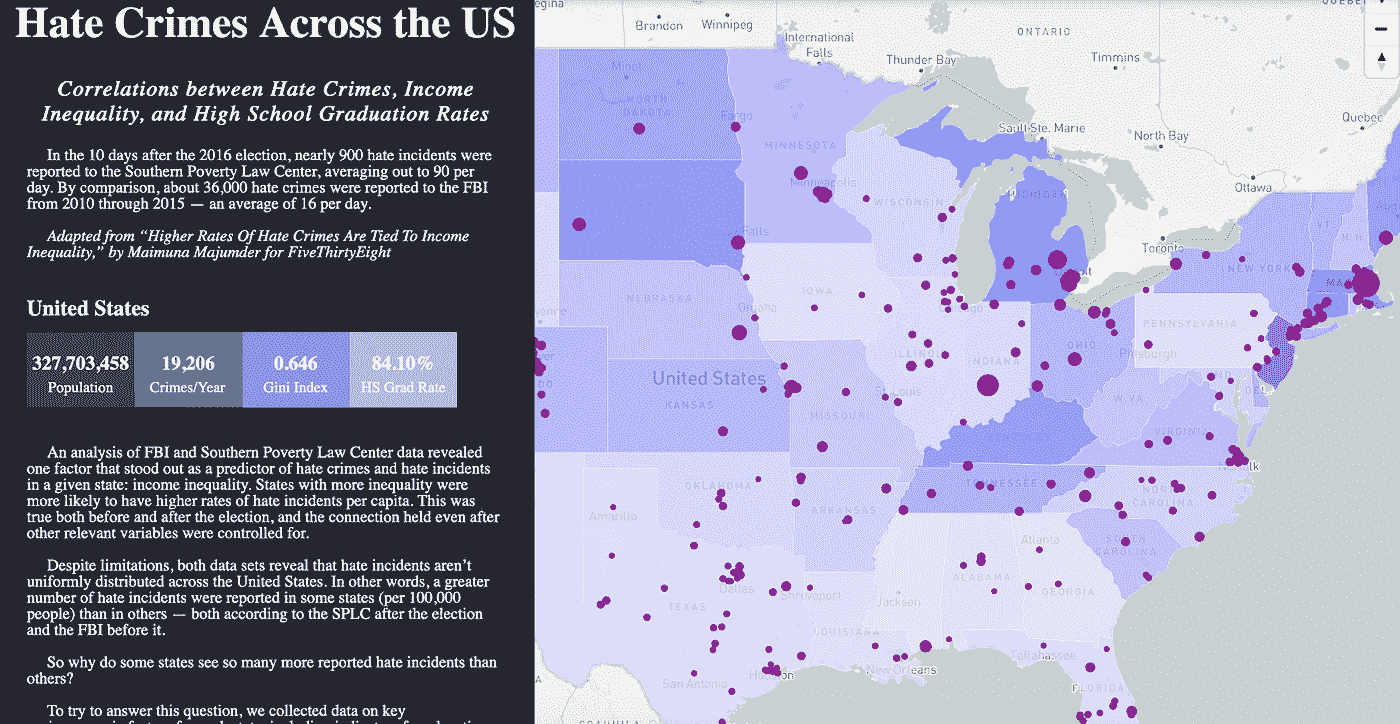 Hate Crimes Across the US
Correlations between Hate Crimes, Income
Inequality, and High School Graduation Rates
In the 10 days after the 2016 election, nearly 900 hate incidents were
reported to the Southern Poverty Law Center, averaging out to 90 per
day. By comparison, about 36,000 hate crimes were reported to the FBI
from 2010 through 2015 — an average of 16 per day.
Adapted from “Higher Rates Of Hate Crimes Are Tied To Income
Inequality,” by Maimuna Majumder for FiveThirtyEight
United States
327,703,458
Population
19,206
Crimes/Year
0.646
Gini Index
84.10%
HS Grad Rate
An analysis of FBI and Southern Poverty Law Center data revealed
one factor that stood out as a predictor of hate crimes and hate incidents
in a given state: income inequality. States with more inequality were
more likely to have higher rates of hate incidents per capita. This was
true both before and after the election, and the connection held even after
other relevant variables were controlled for.
Despite limitations, both data sets reveal that hate incidents aren’t
uniformly distributed across the United States. In other words, a greater
number of hate incidents were reported in some states (per 100,000
people) than in others — both according to the SPLC after the election
and the FBI before it.
So why do some states see so many more reported hate incidents than
others?
To try to answer this question, we collected data on key
Brandon
Winnipeg
International
Falls
ONTARIO
Thunder Bay
Timmins
Minot
NORTH
DAKOTA
Fargo
Quebec
Sault Ste. Marie
North Bay
MINNESOTA
Ottawa
Minneapolis
WISCONSIN
MICHIGAN
VT
N.H.
Falls
Toronto
NEW YORK
IOWA
NEBRASKA
Omaha
PENNSYLVANIA
OHIO
Pittsburgh
INDIANA
United States
KANSAS
St Louis
MISSOURI
W.VA
DEL
VIRGINIA
OKLAHOMA
TENNESSEE
NORTH
CAROLINA
Amarillo
ARKANSAS
SOUTH
CAROLINA
Atlanta
ALABAMA
GEORGIA
Dallas
Shreveport
Jackson
TEXAS
LOUISIANA
Tallahassee
New Orleans
San Antonio
FLORIDA